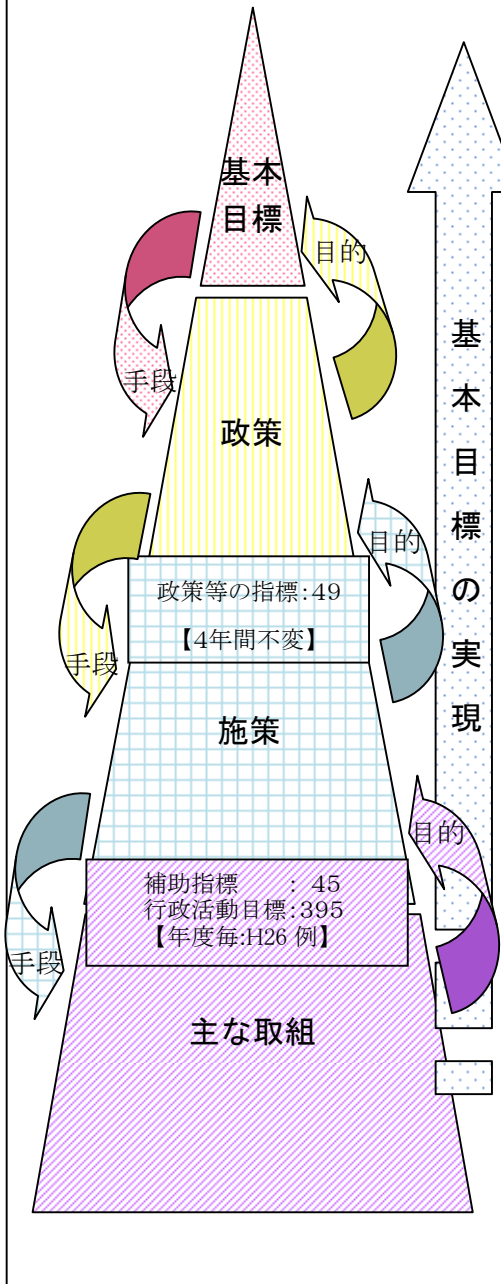 基本
目標
目的
手段
政策
政策等の指標:49
【4年間不変】
目的
手段
施策
目的
補助指標　　: 45
行政活動目標:395
【年度毎:H26 例】
手段
主な取組
基本目標の実現